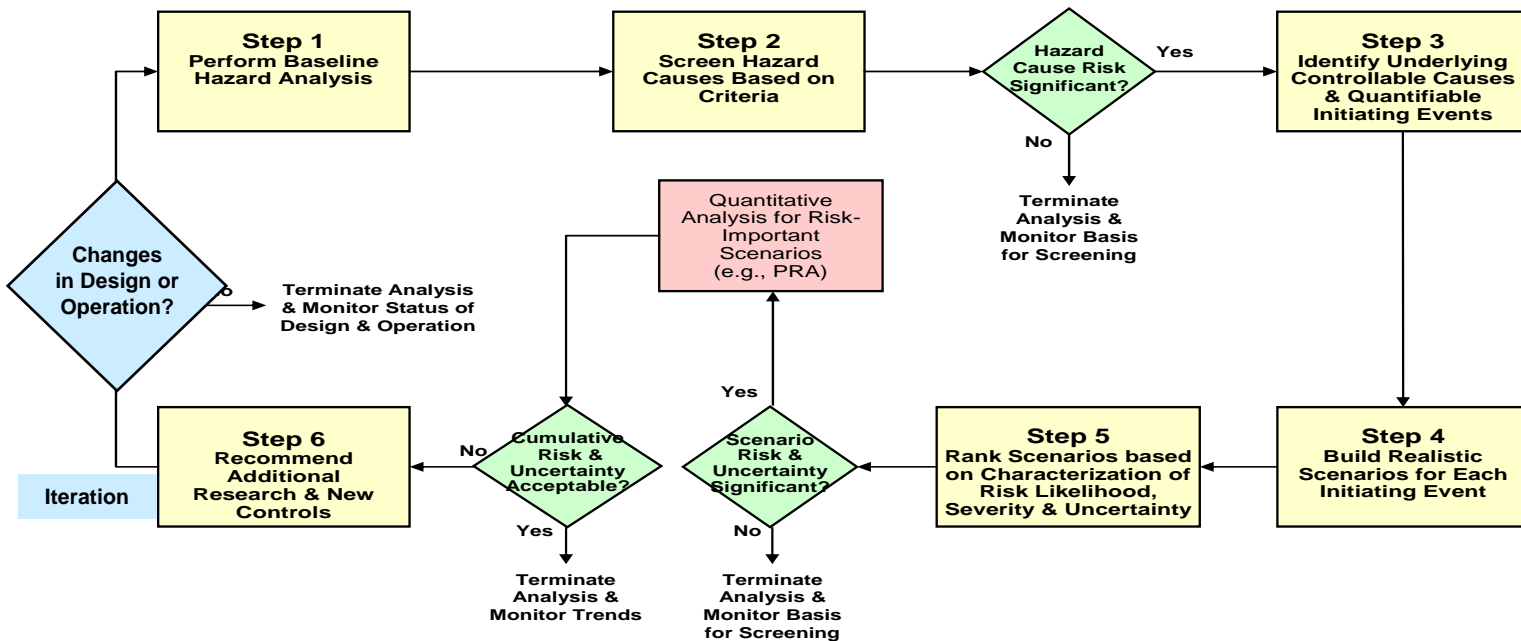 Step 1
Perform Baseline
Hazard Analysis
Step 2
Screen Hazard
Causes Based on
Criteria
Hazard
Cause Risk
Significant?
Yes
No
Step 3
Identify Underlying
Controllable Causes
& Quantifiable
Initiating Events
Terminate
Analysis &
Monitor Basis
for Screening
Quantitative
Analysis for Risk-
Important
Scenarios
(e.g., PRA)
Changes
in Design or
Operation?
Terminate Analysis
& Monitor Status of
Design & Operation
Step 4
Build Realistic
Scenarios for Each
Initiating Event
Step 5
Rank Scenarios based
on Characterization of
Risk Likelihood,
Severity & Uncertainty
Scenario
Risk &
Uncertainty
Significant?
Yes
No
Terminate
Analysis &
Monitor Basis
for Screening
Cumulative
Risk &
Uncertainty
Acceptable?
No
Yes
Terminate
Analysis &
Monitor Trends
Step 6
Recommend
Additional
Research & New
Controls
Iteration